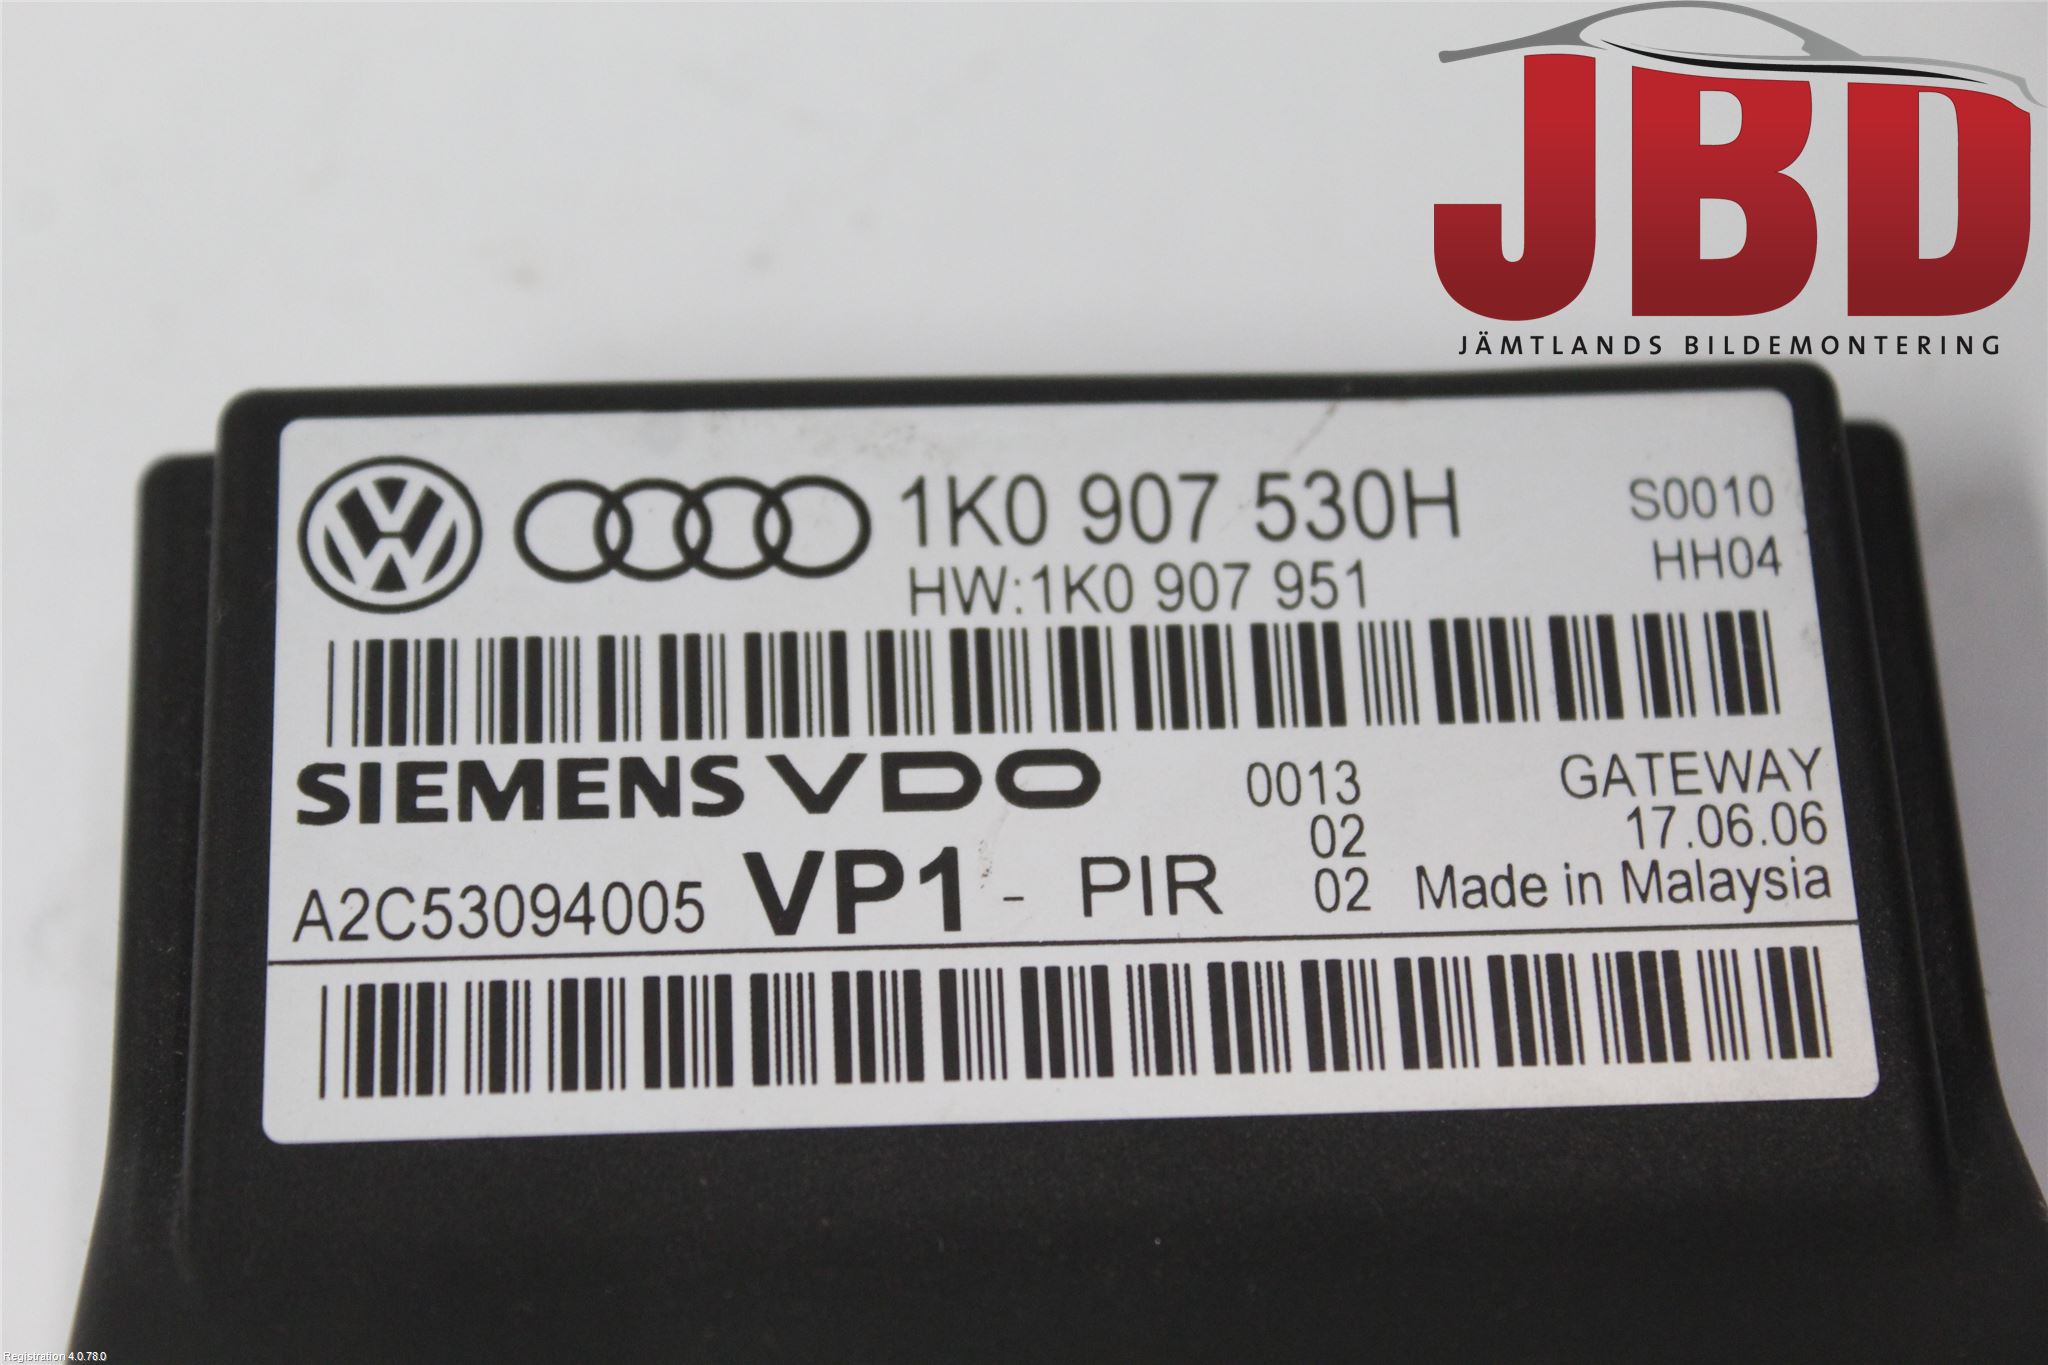 JBD
JÄMTLANDS BILDEMONTERING
1K0 907 530H
S0010
HW:1K0 907 951
HH04
SIEMENS VDO
0013
GATEWAY
02
17.06.06
A2C53094005 VP1 - PIR
02
Made in Malaysia
Registration 4.0.78.0